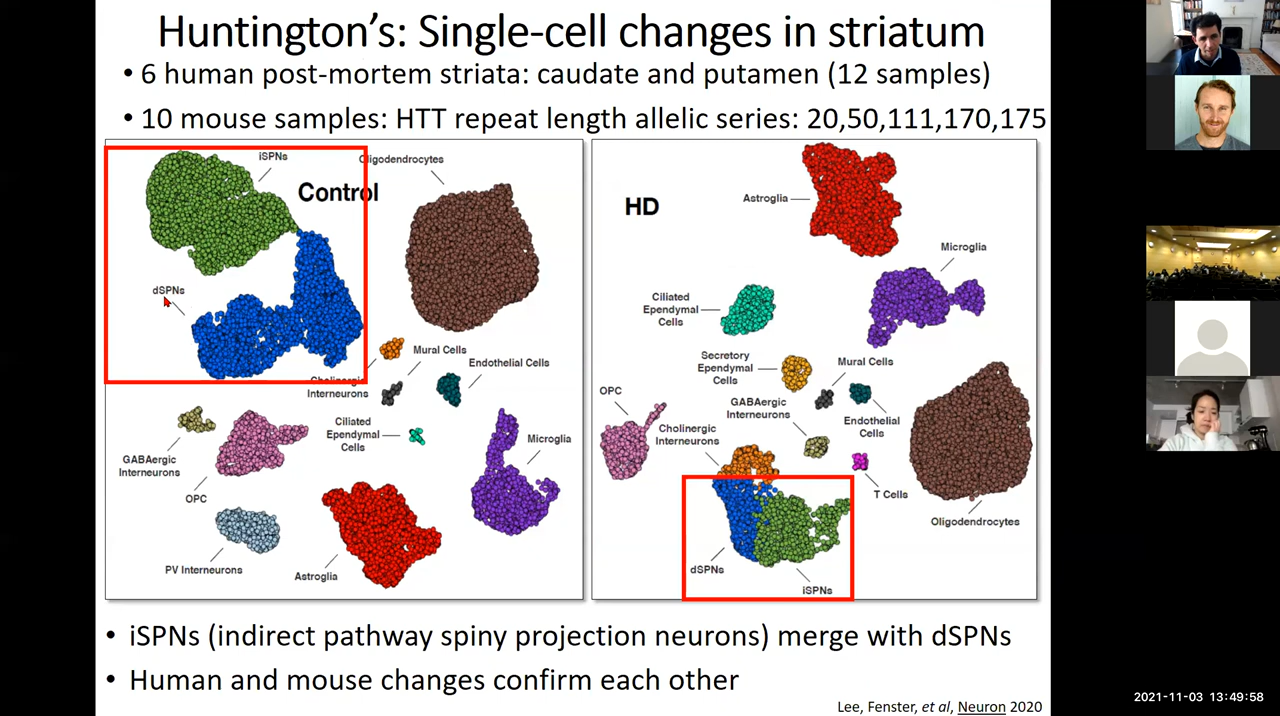 Huntington's: Single-cell changes in striatum
• 6 human post-mortem striata: caudate and putamen (12 samples)
• 10 mouse samples: HTT repeat length allelic series: 20,50,111,170,175
iSPNs
Oligodendrocytes
Control
dSPNs
Cholinergic
Interneurons
Mural Cells
Endothelial Cells
GABAergic
Interneurons
OPC
Ciliated
Ependymal
Cells
Microglia
PV Interneurons
Astroglia
HD
Astroglia
Microglia
Ciliated
Ependymal
Cells
Secretory
Ependymal
Cells
Mural Cells
OPC
GABAergic
Interneurons
Endothelial
Cells
Cholinergic
Interneurons
T Cells
Oligodendrocytes
dSPNs
iSPNs
• iSPNs (indirect pathway spiny projection neurons) merge with dSPNs
• Human and mouse changes confirm each other
Lee, Fenster, et al, Neuron 2020
2021-11-03 13:49:58